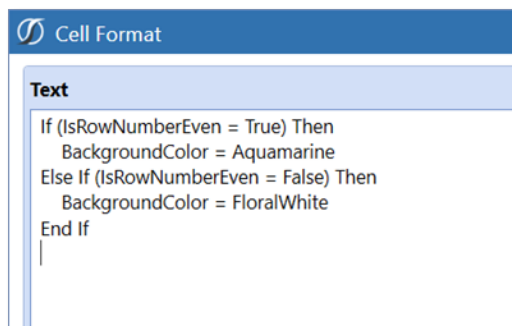 Cell Format
Text
If (IsRowNumberEven = True) Then
BackgroundColor = Aquamarine
Else If (IsRowNumberEven = False) Then
BackgroundColor = FloralWhite
End If